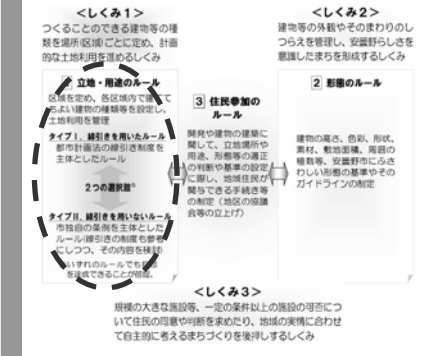 <しくみ1>
つくることのできる建物等の種
類を場所(区域)ごとに定め、計画
的な土地利用を進めるしくみ
<しくみ2>
建物等の外観やそのまわりのし
つらえを管理し、安曇野らしさを
意識したまちを形成するしくみ
立地・用途のルール
区域を定め、各区域内で建てて
よい建物の種類等を設定し、
土地利用を管理
タイプⅠ. 線引きを用いたルール
都市計画法の線引き制度を
主体としたルール
2つの選択肢
タイプⅡ. 線引きを用いないルール
市独自の条例を主体とした
ルール(線引きの制度も参考
にしつつ、その内容を検討)
いずれのルールでも
を達成できることが前提。
3 住民参加の
ルール
開発や建物の建築に
関して、立地場所や
用途、形態等の適正
の判断や基準の設定
に際し、地域住民が
関与できる手続き等
の制定（地区の協議
会等の立上げ）
2 形態のルール
建物の高さ、色彩、形状、
素材、敷地面積、周囲の
植栽等、安曇野市にふさ
わしい形態の基準やその
ガイドラインの制定
<しくみ3>
規模の大きな施設等、一定の条件以上の施設の可否につ
いて住民の同意や判断を求めたり、地域の実情に合わせ
て自主的に考えるまちづくりを後押しするしくみ